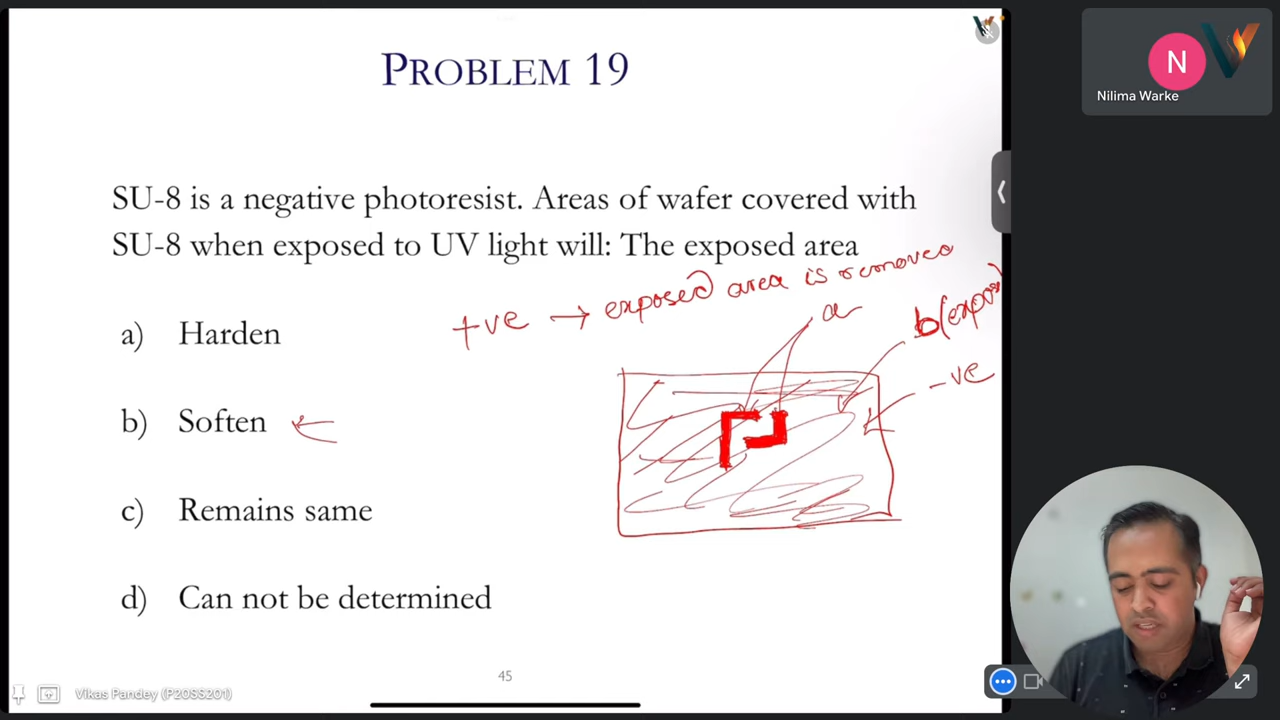 PROBLEM 19
SU-8 is a negative photoresist. Areas of wafer covered with
SU-8 when exposed to UV light will: The exposed area
+ve → exposed area is removed
a
b(expos
-ve
a) Harden
b) Soften ←
c) Remains same
d) Can not be determined
45
Vikas Pandey (P20SS201)
N
Nilima Warke